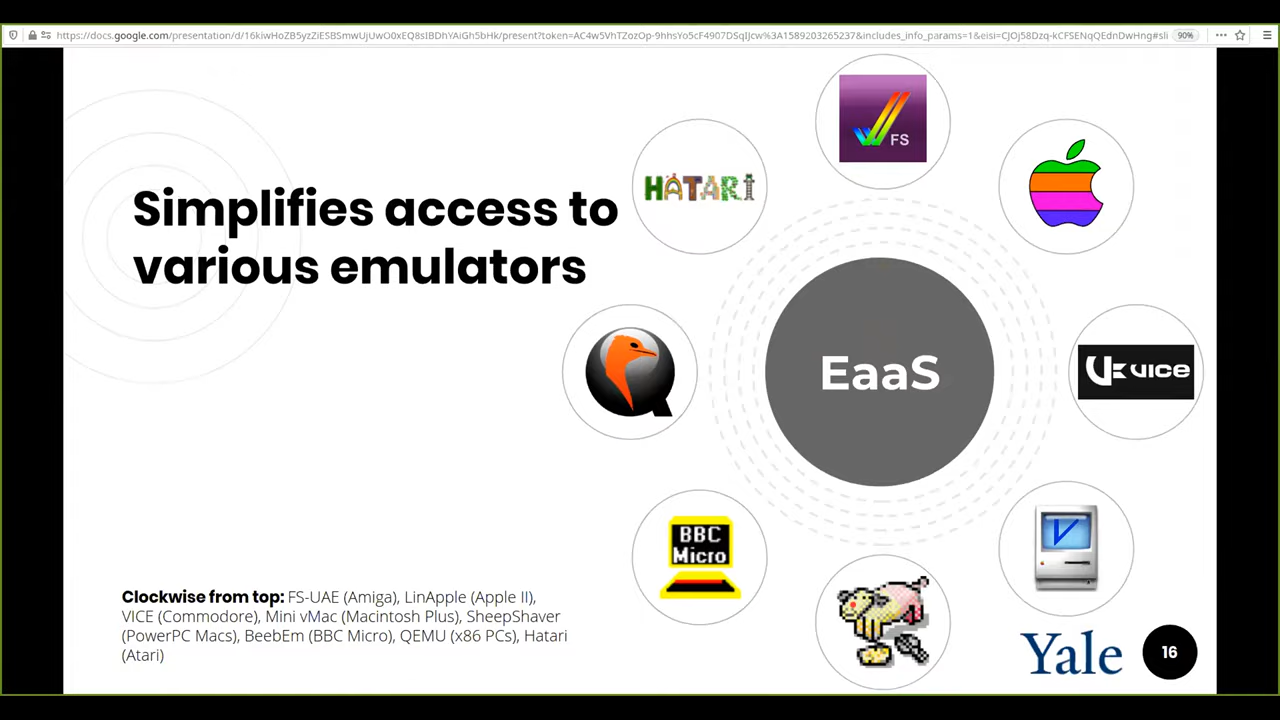 https://docs.google.com/presentation/d/16kiwHoZB5yzZiESBSmwUjUwO0xEQ8slBDhYAiGh5bHk/present?token=AC4w5VhTZozOp-9hhsYo5cF4907DSqIJcw%3A1589203265237&includes_info_params=1&eisi=CJOj58Dzq-kCFSENqQEdnDwHng#sli
90%
FS
HATARI
Simplifies access to
various emulators
EaaS
VICE
BBC
Micro
Clockwise from top: FS-UAE (Amiga), LinApple (Apple II),
VICE (Commodore), Mini vMac (Macintosh Plus), SheepShaver
(PowerPC Macs), BeebEm (BBC Micro), QEMU (x86 PCs), Hatari
(Atari)
Yale
16